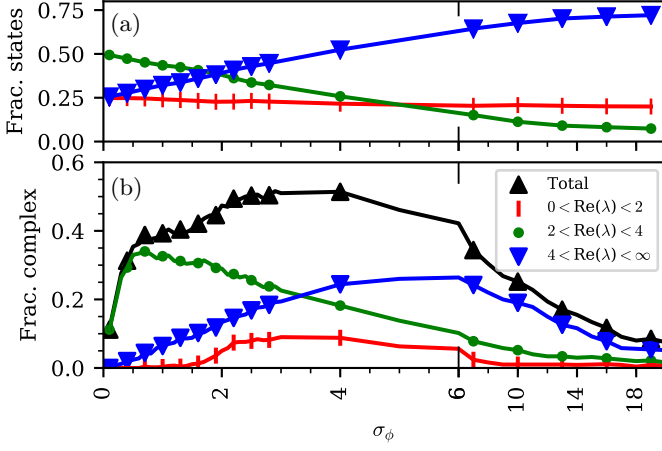 0.75
0.50
0.25
0.00
Frac. states
(a)
0.6
0.4
0.2
0.0
Frac. complex
(b)
Total
0 < Re(λ) < 2
2 < Re(λ) < 4
4 < Re(λ) < ∞
0 2 4 6 10 14 18
σ_ϕ